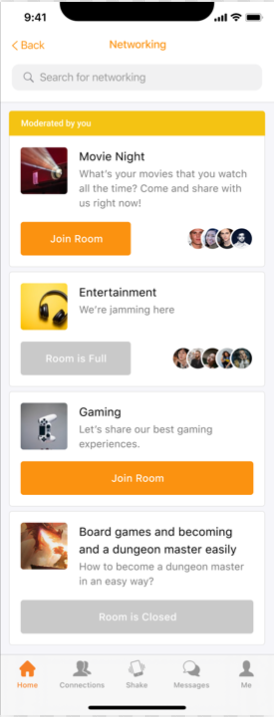 9:41
Back
Networking
Search for networking
Moderated by you
Movie Night
What's your movies that you watch
all the time? Come and share with
us right now!
Join Room
Entertainment
We're jamming here
Room is Full
Gaming
Let's share our best gaming
experiences.
Join Room
Board games and becoming
and a dungeon master easily
How to become a dungeon master
in an easy way?
Room is Closed
Home
Connections
Shake
Messages
Me